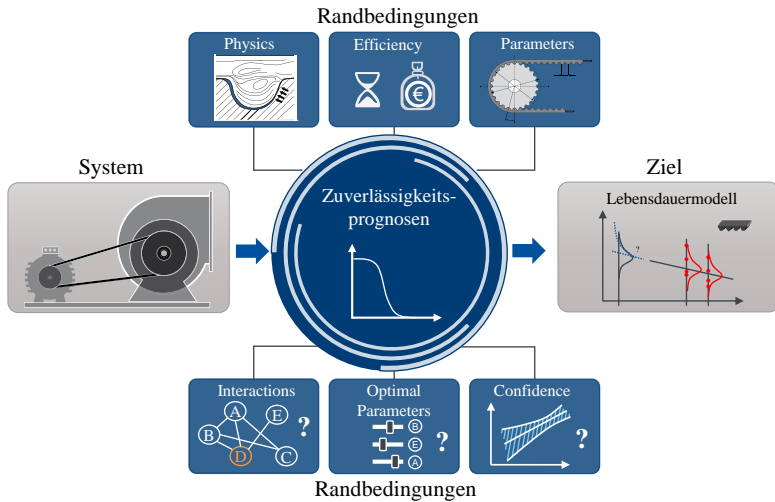 Randbedingungen
Physics
Efficiency
Parameters
€
System
Zuverlässigkeits-
prognosen
Ziel
Lebensdauermodell
?
Interactions
A
E
?
B
D
C
Optimal
Parameters
B
E
?
A
Confidence
?
Randbedingungen